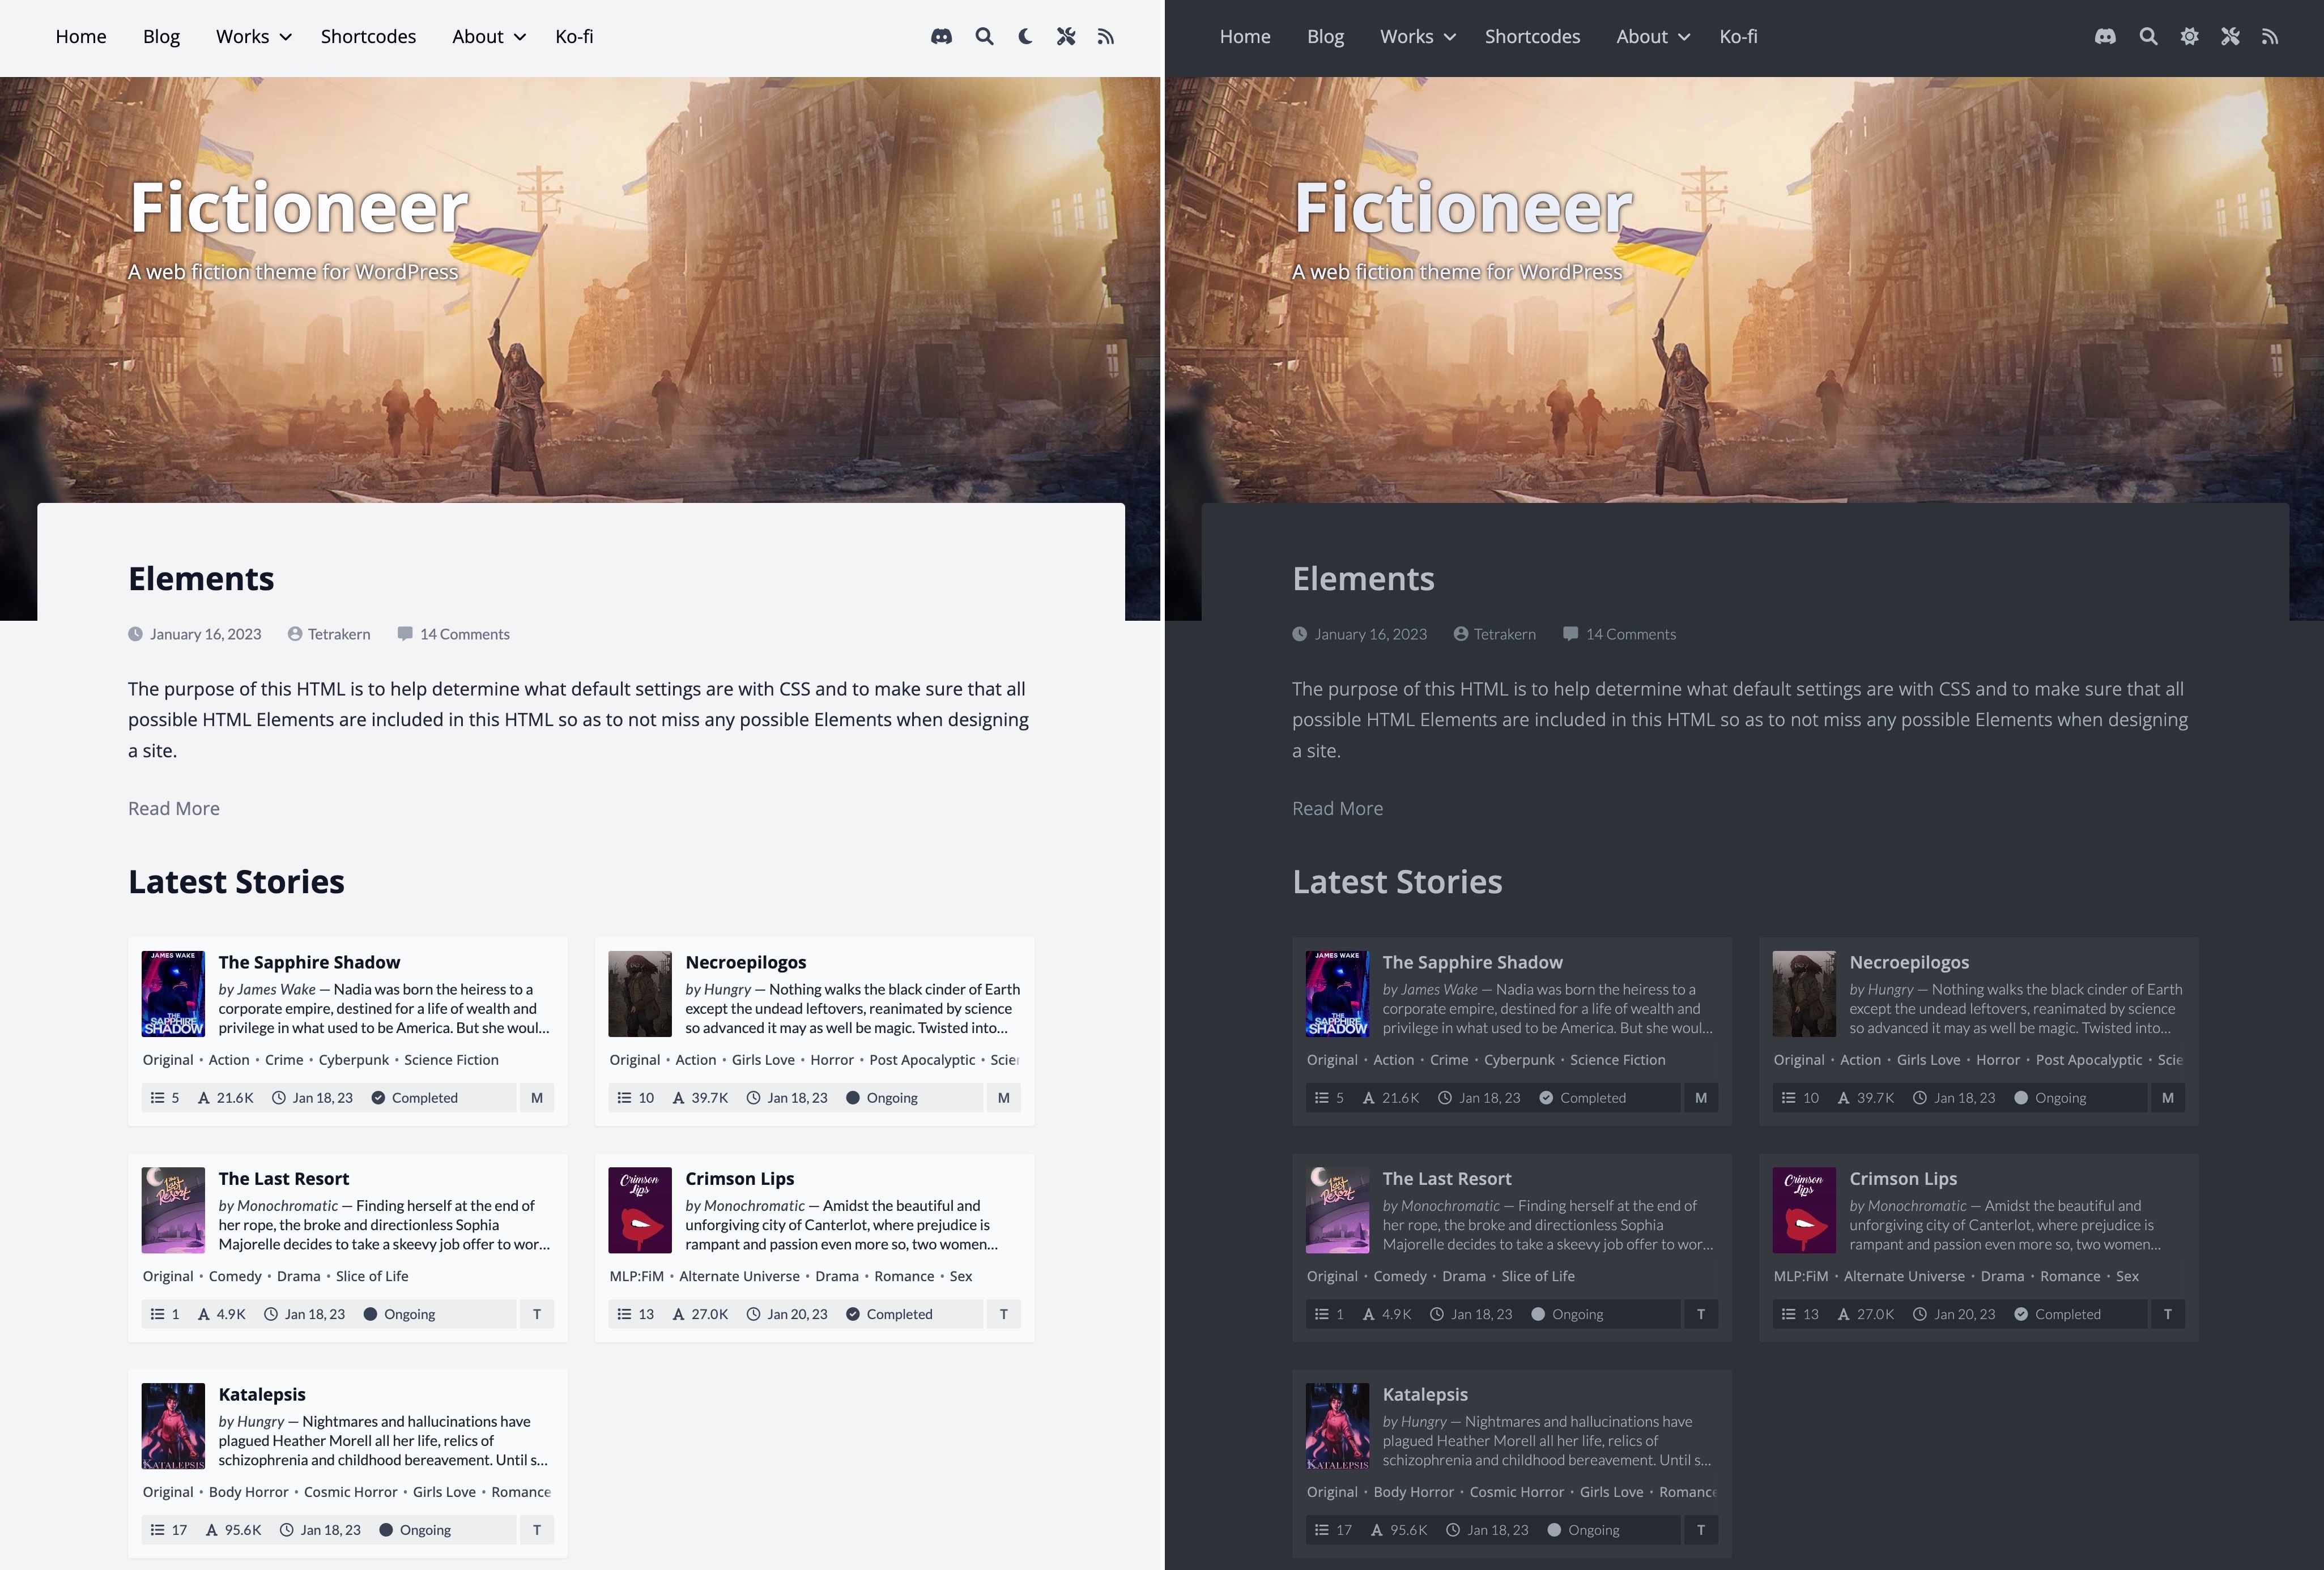 Home Blog Works Shortcodes About Ko-fi
Fictioneer
A web fiction theme for WordPress
Elements
January 16, 2023 Tetrakern 14 Comments
The purpose of this HTML is to help determine what default settings are with CSS and to make sure that all
possible HTML Elements are included in this HTML so as to not miss any possible Elements when designing
a site.
Read More
Latest Stories
JAMES WAKE
THE SAPPHIRE
SHADOW
The Sapphire Shadow
by James Wake — Nadia was born the heiress to a
corporate empire, destined for a life of wealth and
privilege in what used to be America. But she woul...
Original • Action • Crime • Cyberpunk • Science Fiction
5 21.6K Jan 18, 23 Completed M
Necroepilogos
by Hungry — Nothing walks the black cinder of Earth
except the undead leftovers, reanimated by science
so advanced it may as well be magic. Twisted into...
Original • Action • Girls Love • Horror • Post Apocalyptic • Scie
10 39.7K Jan 18, 23 Ongoing M
the Last
Resort
The Last Resort
by Monochromatic — Finding herself at the end of
her rope, the broke and directionless Sophia
Majorelle decides to take a skeevy job offer to wor...
Original • Comedy • Drama • Slice of Life
1 4.9K Jan 18, 23 Ongoing T
Crimson
Lips
Crimson Lips
by Monochromatic — Amidst the beautiful and
unforgiving city of Canterlot, where prejudice is
rampant and passion even more so, two women...
MLP:FiM • Alternate Universe • Drama • Romance • Sex
13 27.0K Jan 20, 23 Completed T
KATALEPSIS
Katalepsis
by Hungry — Nightmares and hallucinations have
plagued Heather Morell all her life, relics of
schizophrenia and childhood bereavement. Until s...
Original • Body Horror • Cosmic Horror • Girls Love • Romance
17 95.6K Jan 18, 23 Ongoing T
Home Blog Works Shortcodes About Ko-fi
Fictioneer
A web fiction theme for WordPress
Elements
January 16, 2023 Tetrakern 14 Comments
The purpose of this HTML is to help determine what default settings are with CSS and to make sure that all
possible HTML Elements are included in this HTML so as to not miss any possible Elements when designing
a site.
Read More
Latest Stories
JAMES WAKE
THE SAPPHIRE
SHADOW
The Sapphire Shadow
by James Wake — Nadia was born the heiress to a
corporate empire, destined for a life of wealth and
privilege in what used to be America. But she woul...
Original • Action • Crime • Cyberpunk • Science Fiction
5 21.6K Jan 18, 23 Completed M
Necroepilogos
by Hungry — Nothing walks the black cinder of Earth
except the undead leftovers, reanimated by science
so advanced it may as well be magic. Twisted into...
Original • Action • Girls Love • Horror • Post Apocalyptic • Scie
10 39.7K Jan 18, 23 Ongoing M
the Last
Resort
The Last Resort
by Monochromatic — Finding herself at the end of
her rope, the broke and directionless Sophia
Majorelle decides to take a skeevy job offer to wor...
Original • Comedy • Drama • Slice of Life
1 4.9K Jan 18, 23 Ongoing T
Crimson
Lips
Crimson Lips
by Monochromatic — Amidst the beautiful and
unforgiving city of Canterlot, where prejudice is
rampant and passion even more so, two women...
MLP:FiM • Alternate Universe • Drama • Romance • Sex
13 27.0K Jan 20, 23 Completed T
KATALEPSIS
Katalepsis
by Hungry — Nightmares and hallucinations have
plagued Heather Morell all her life, relics of
schizophrenia and childhood bereavement. Until s...
Original • Body Horror • Cosmic Horror • Girls Love • Romance
17 95.6K Jan 18, 23 Ongoing T